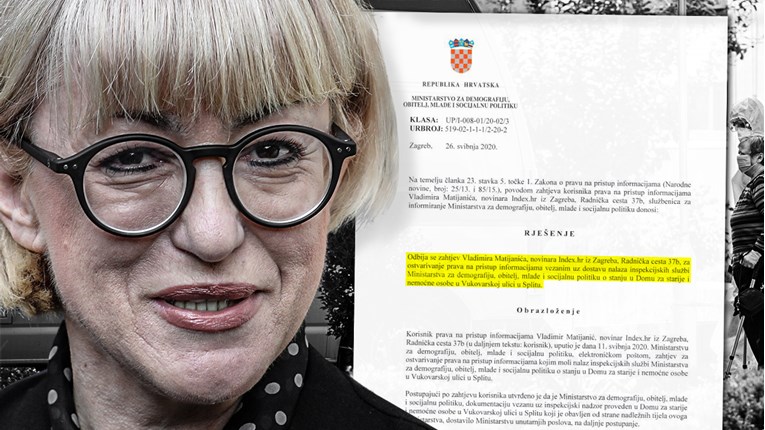 REPUBLIKA HRVATSKA
MINISTARSTVO ZA DEMOGRAFIJU,
OBITELJ, MLADE I SOCIJALNU POLITIKU
KLASA: UP/I-008-01/20-02/3
URBROJ: 519-02-1-1-1/2-20-2
Zagreb, 26. svibnja 2020.
Na temelju članka 23. stavka 5. točke 1. Zakona o pravu na pristup informacijama (Narodne
novine, broj: 25/13. i 85/15.), povodom zahtjeva korisnika prava na pristup informacijama
Vladimira Matijanića, novinara Index.hr iz Zagreba, Radnička cesta 37b, službenica za
informiranje Ministarstva za demografiju, obitelj, mlade i socijalnu politiku donosi:
RJEŠENJE
Odbija se zahtjev Vladimira Matijanića, novinara Index.hr iz Zagreba, Radnička cesta 37b, za
ostvarivanje prava na pristup informacijama vezanim uz dostavu nalaza inspekcijskih službi
Ministarstva za demografiju, obitelj, mlade i socijalnu politiku o stanju u Domu za starije i
nemoćne osobe u Vukovarskoj ulici u Splitu.
Obrazloženje
Korisnik prava na pristup informacijama Vladimir Matijanić, novinar Index.hr iz Zagreba,
Radnička cesta 37b (u daljnjem tekstu: korisnik), uputio je dana 11. svibnja 2020. Ministarstvu
za demografiju, obitelj, mlade i socijalnu politiku, elektroničkom poštom, zahtjev za
ostvarivanje prava na pristup informacijama kojim moli nalaz inspekcijskih službi Ministarstva
za demografiju, obitelj, mlade i socijalnu politiku o stanju u Domu za starije i nemoćne osobe u
Vukovarskoj ulici u Splitu.
Postupajući po zahtjevu korisnika utvrđeno je da je Ministarstvo za demografiju, obitelj, mlade
i socijalnu politiku, dokumentaciju vezanu uz inspekcijski nadzor proveden u Domu za starije
i nemoćne osobe u Vukovarskoj ulici u Splitu koji je obavljen od strane nadležnih tijela ovoga
Ministarstva, dostavilo Ministarstvu unutarnjih poslova, na daljnje postupanje.